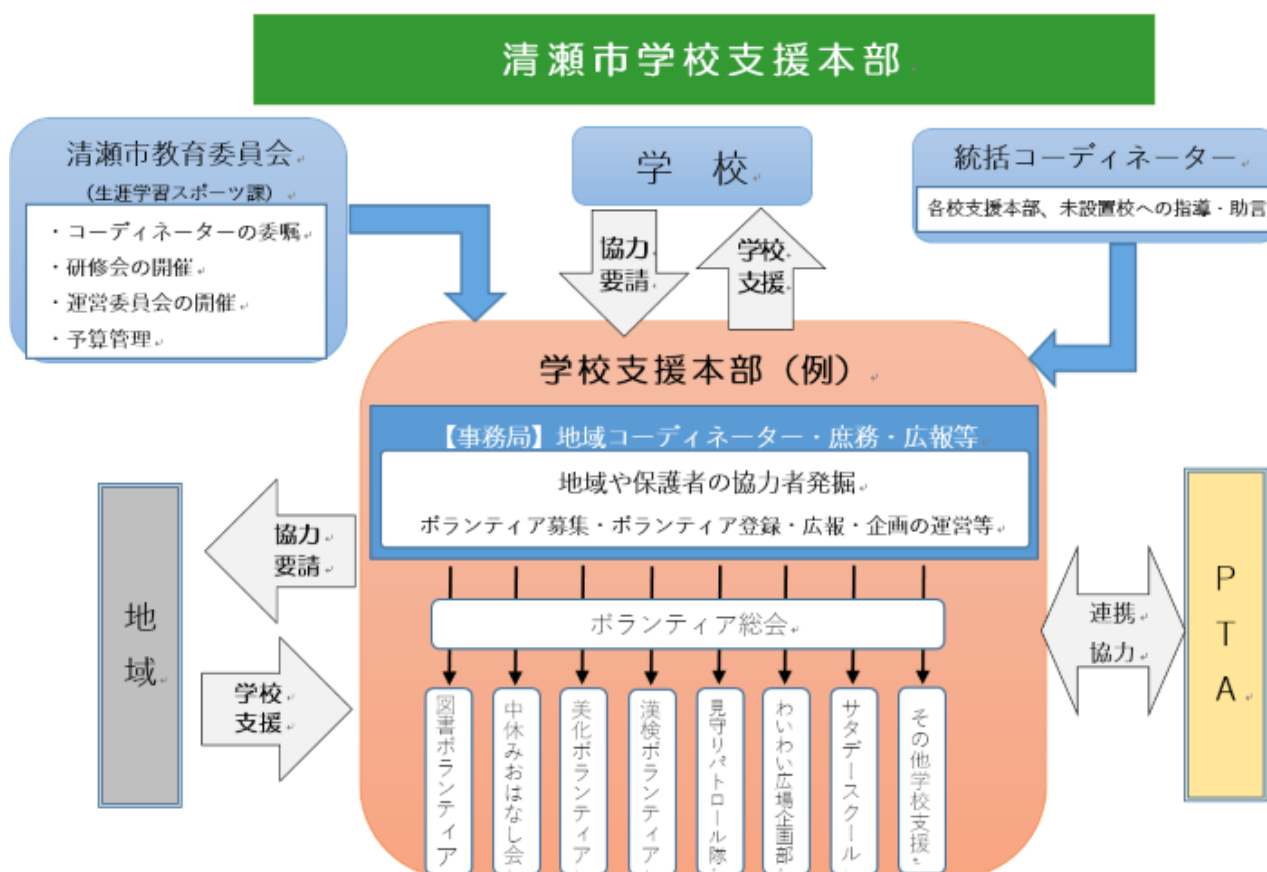 清瀬市学校支援本部
清瀬市教育委員会
（生涯学習スポーツ課）
・コーディネーターの委嘱
・研修会の開催
・運営委員会の開催
・予算管理
学　校
統括コーディネーター
各校支援本部、未設置校への指導・助言
協力
要請
学校
支援
学校支援本部（例）
【事務局】地域コーディネーター・庶務・広報等
地域や保護者の協力者発掘
ボランティア募集・ボランティア登録・広報・企画の運営等
地域
協力
要請
学校
支援
ボランティア総会
図書ボランティア
中休みおはなし会
美化ボランティア
漢検ボランティア
見守りパトロール隊
わいわい広場企画部
サタデースクール
その他学校支援
連携
協力
PTA